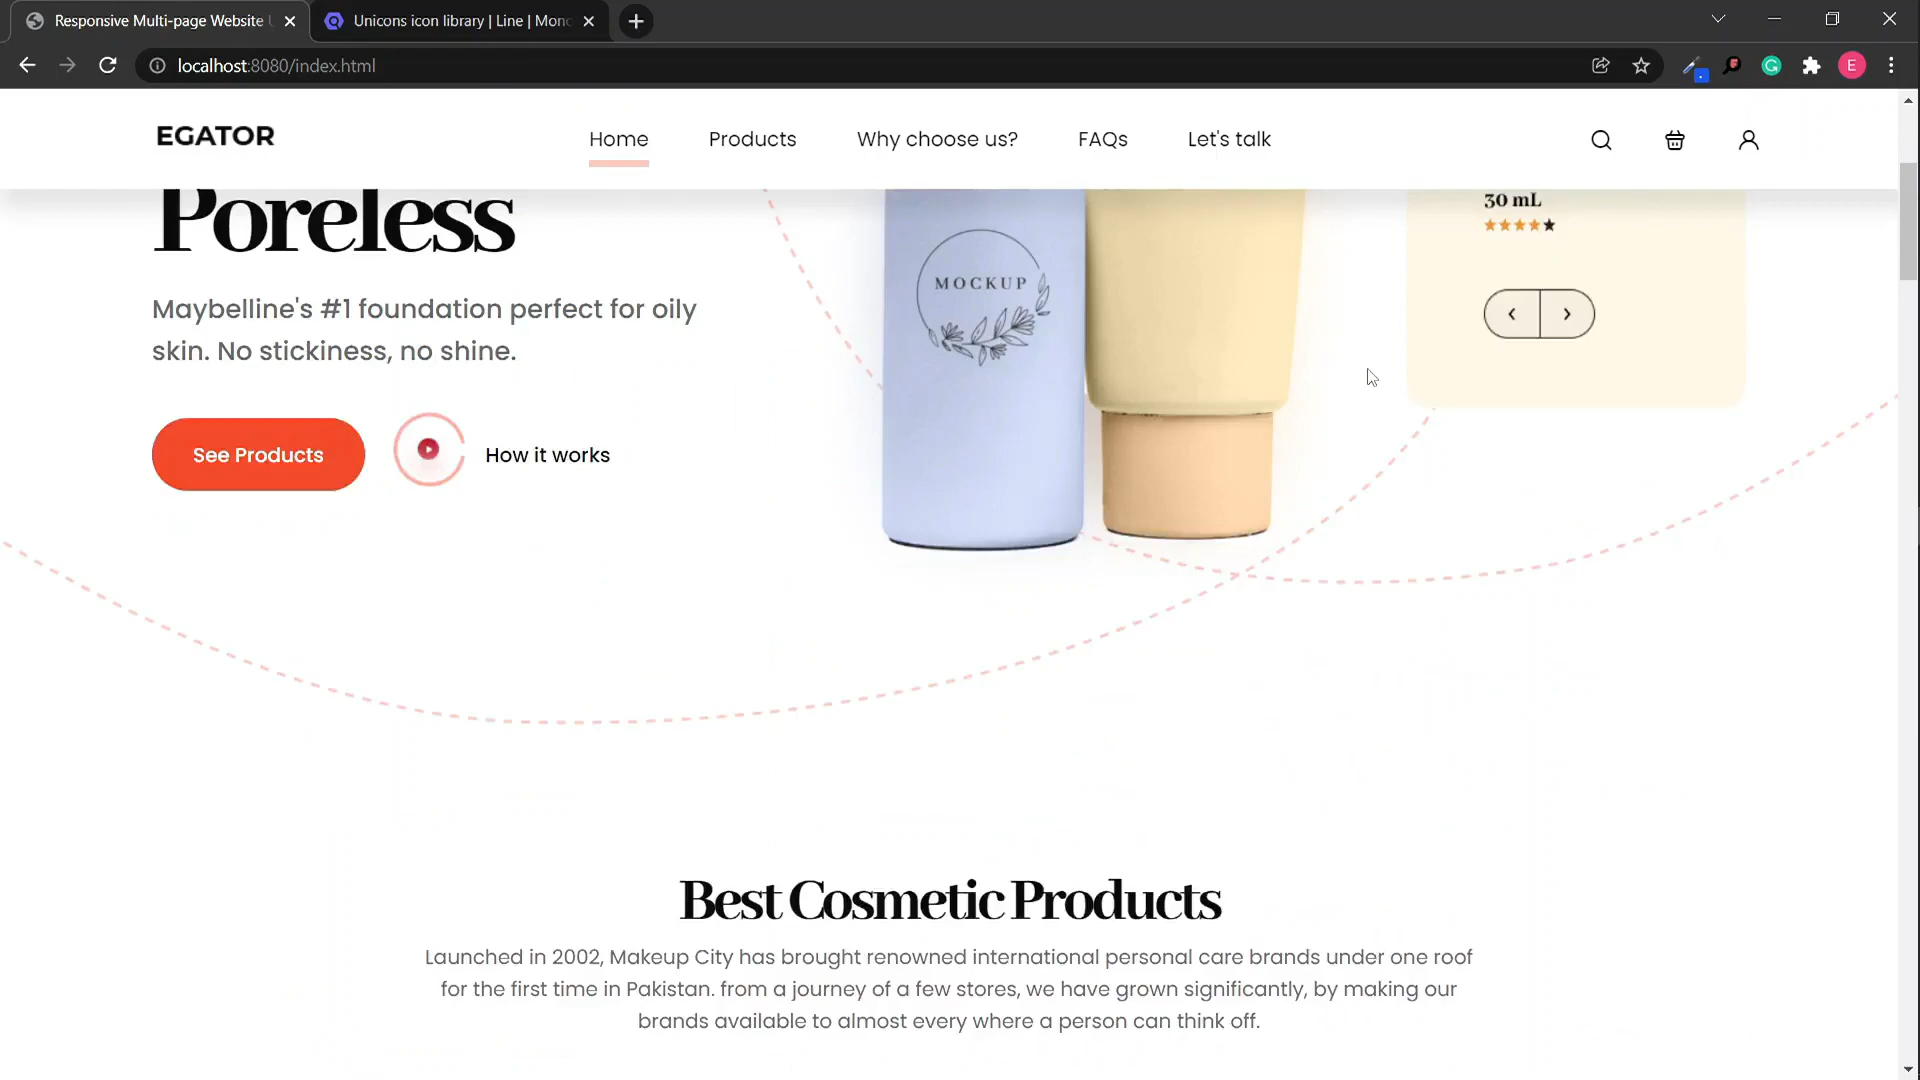 Responsive Multi-page Website
Unicons icon library | Line | Mono
localhost:8080/index.html
E
EGATOR
Home
Products
Why choose us?
FAQs
Let's talk
Poreless
Maybelline's #1 foundation perfect for oily
skin. No stickiness, no shine.
See Products
How it works
MOCKUP
30 mL
Best Cosmetic Products
Launched in 2002, Makeup City has brought renowned international personal care brands under one roof
for the first time in Pakistan. from a journey of a few stores, we have grown significantly, by making our
brands available to almost every where a person can think off.